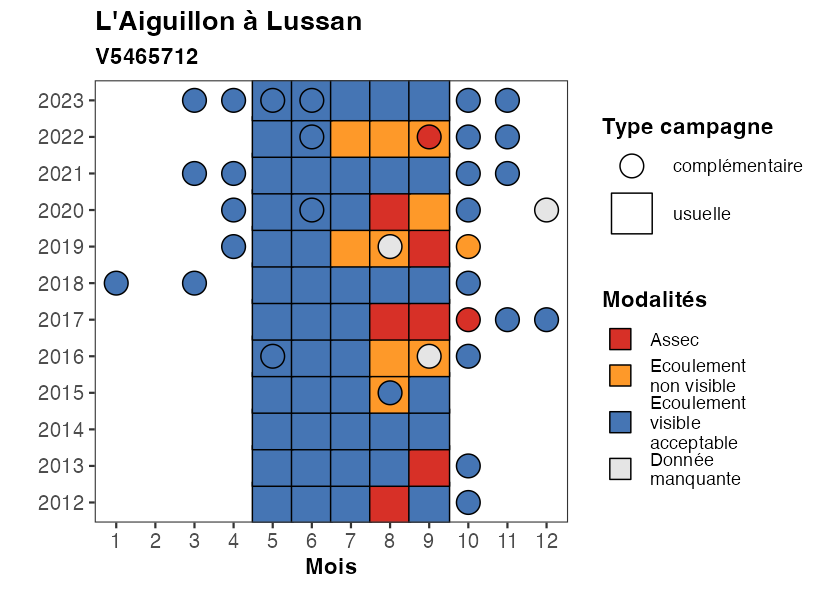 L'Aiguillon à Lussan
V5465712
2023
2022
2021
2020
2019
2018
2017
2016
2015
2014
2013
2012
1 2 3 4 5 6 7 8 9 10 11 12
Mois
Type campagne
complémentaire
usuelle
Modalités
Assec
Ecoulement
non visible
Ecoulement
visible
acceptable
Donnée
manquante